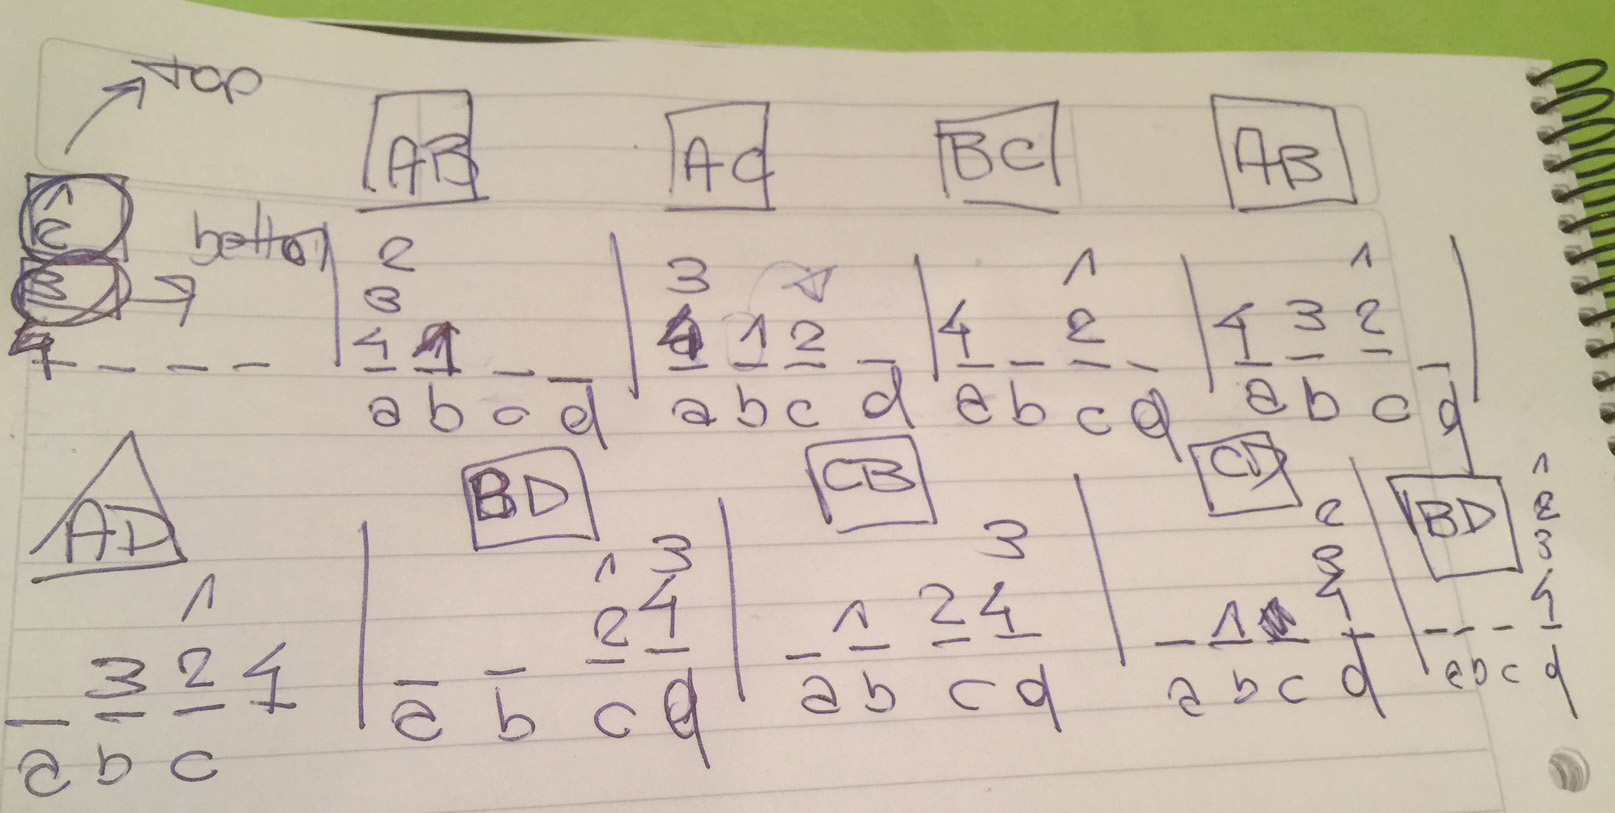 Top
AB AC BC AB
1
2 bottom 2 3 1 1
3 3 4 1 2 4 2 4 3 2
4 4 1
a b c d a b c d a b c d a b c d
AD BD CB CD BD 1
2 2
1 1 3 3 3 3
3 2 4 2 4 1 2 4 1 4 4
a b c a b c d a b c d a b c d a b c d